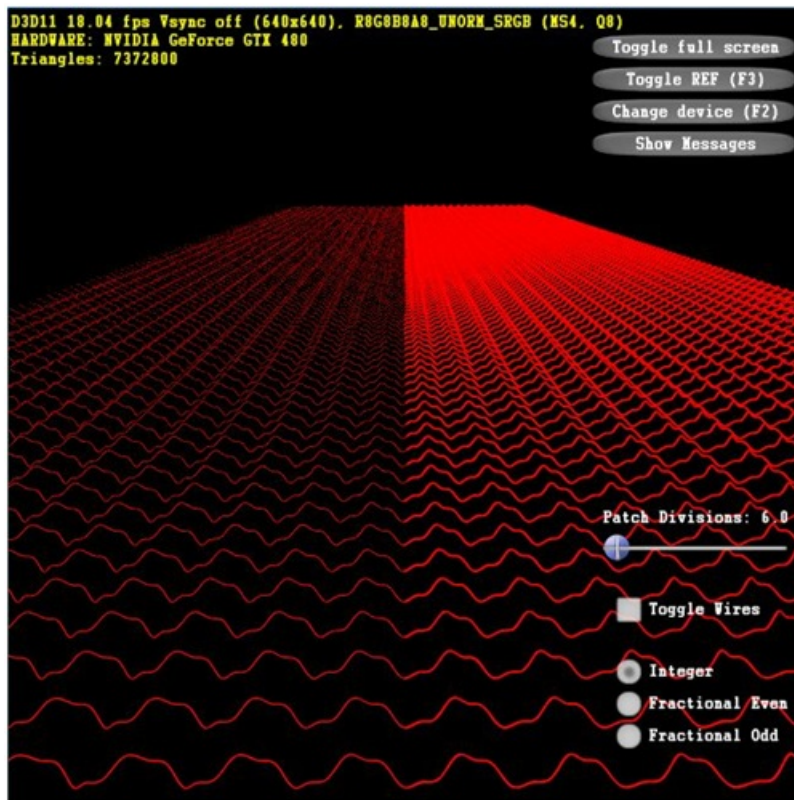 D3D11 18.04 fps Vsync off (640x640), R8G8B8A8_UNORM_SRGB (MS4, Q8)
HARDWARE: NVIDIA GeForce GTX 480
Triangles: 7372800
Toggle full screen
Toggle REF (F3)
Change device (F2)
Show Messages
Patch Divisions: 6.0
Toggle Wires
Integer
Fractional Even
Fractional Odd